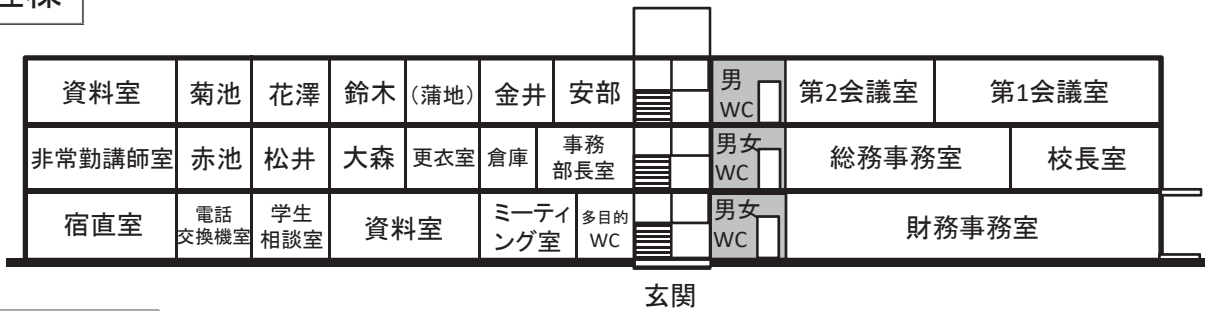 資料室 菊池 花澤 鈴木 (蒲地) 金井 安部 男 WC 第2会議室 第1会議室
非常勤講師室 赤池 松井 大森 更衣室 倉庫 事務部長室 男女 WC 総務事務室 校長室
宿直室 電話交換機室 学生相談室 資料室 ミーティング室 多目的WC 男女 WC 財務事務室
玄関